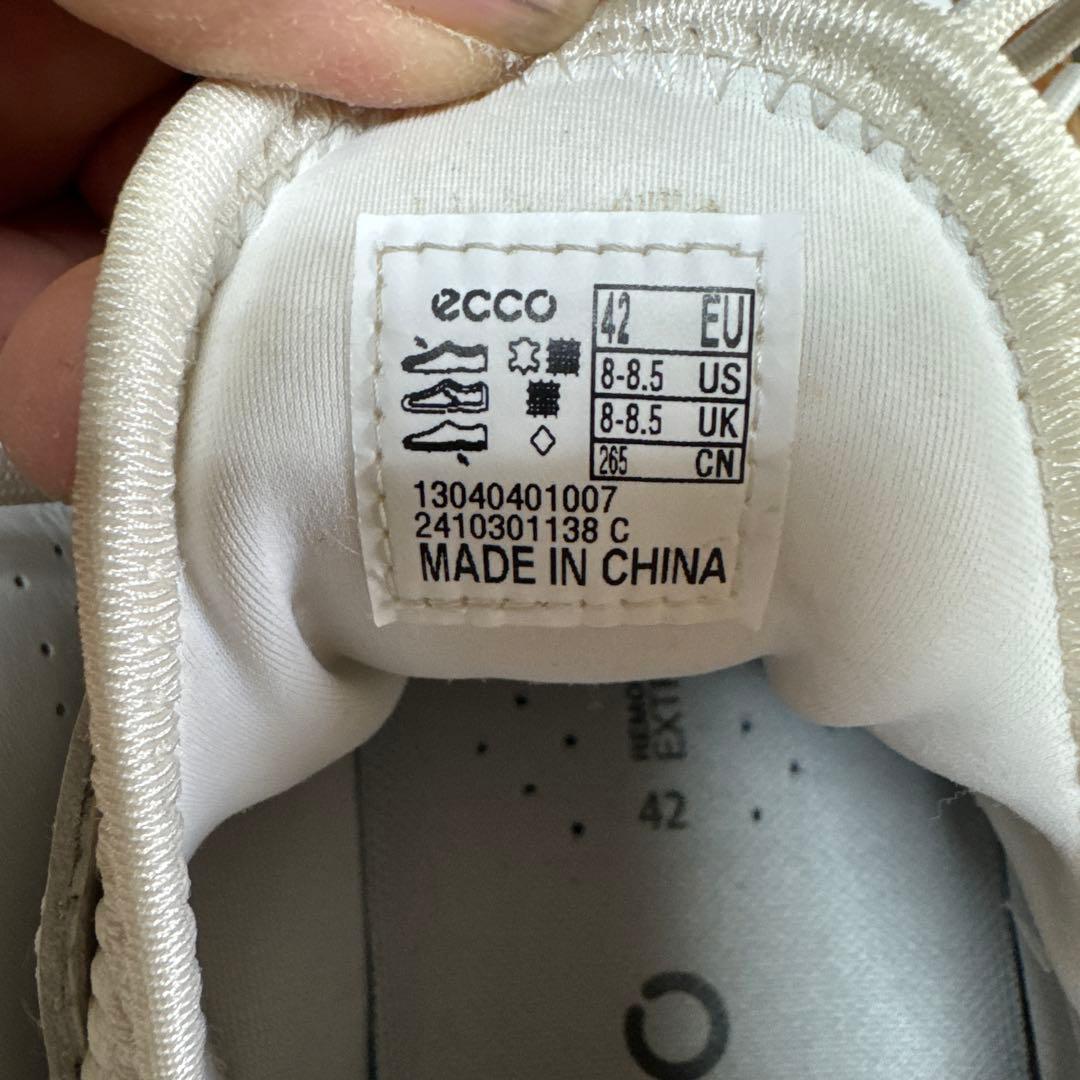 ecco
42 EU
8-8.5 US
8-8.5 UK
265 CN
13040401007
2410301138 C
MADE IN CHINA
42